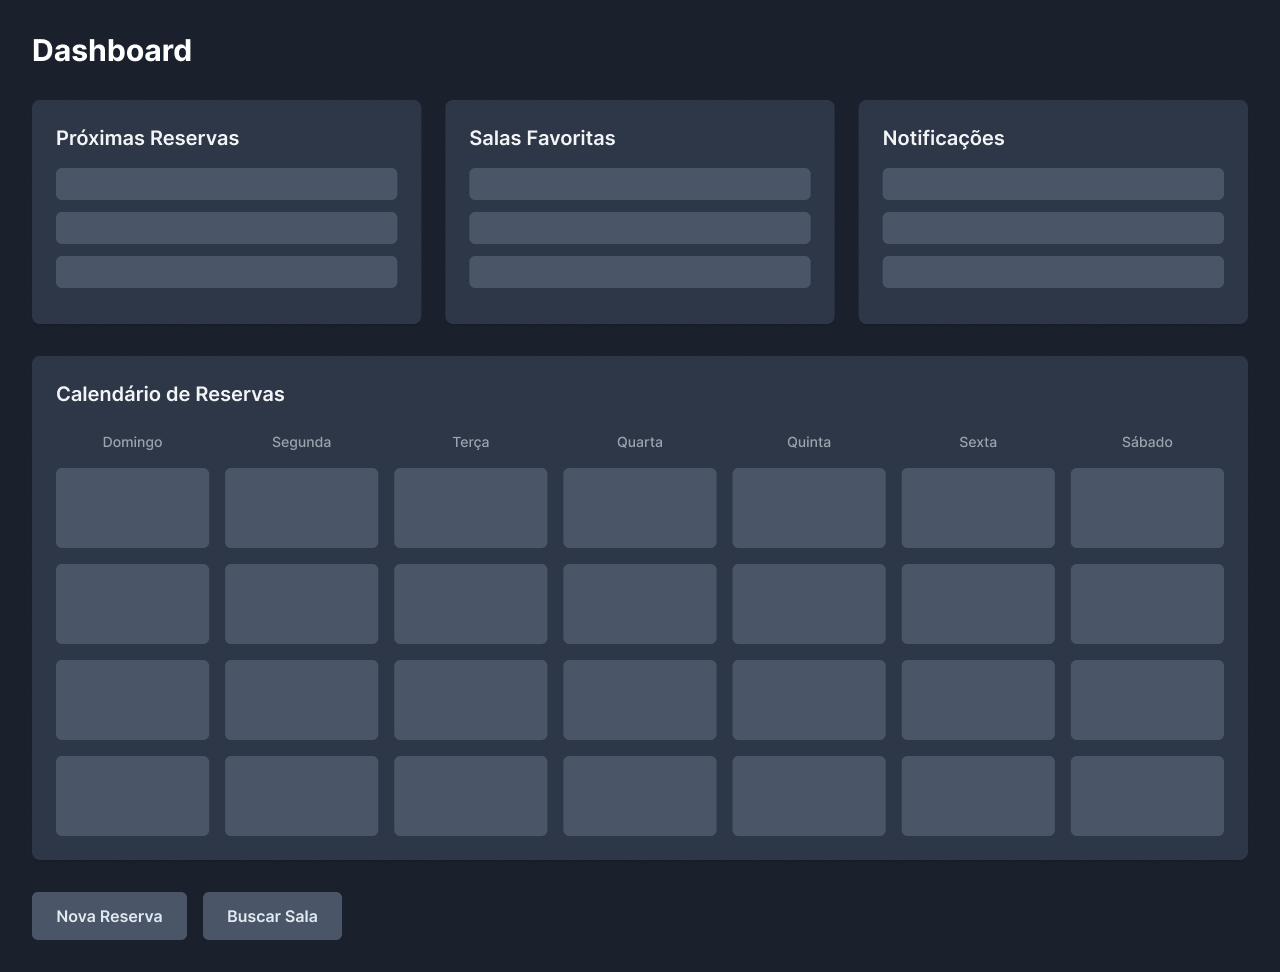 Dashboard
Próximas Reservas
Salas Favoritas
Notificações
Calendário de Reservas
Domingo
Segunda
Terça
Quarta
Quinta
Sexta
Sábado
Nova Reserva
Buscar Sala